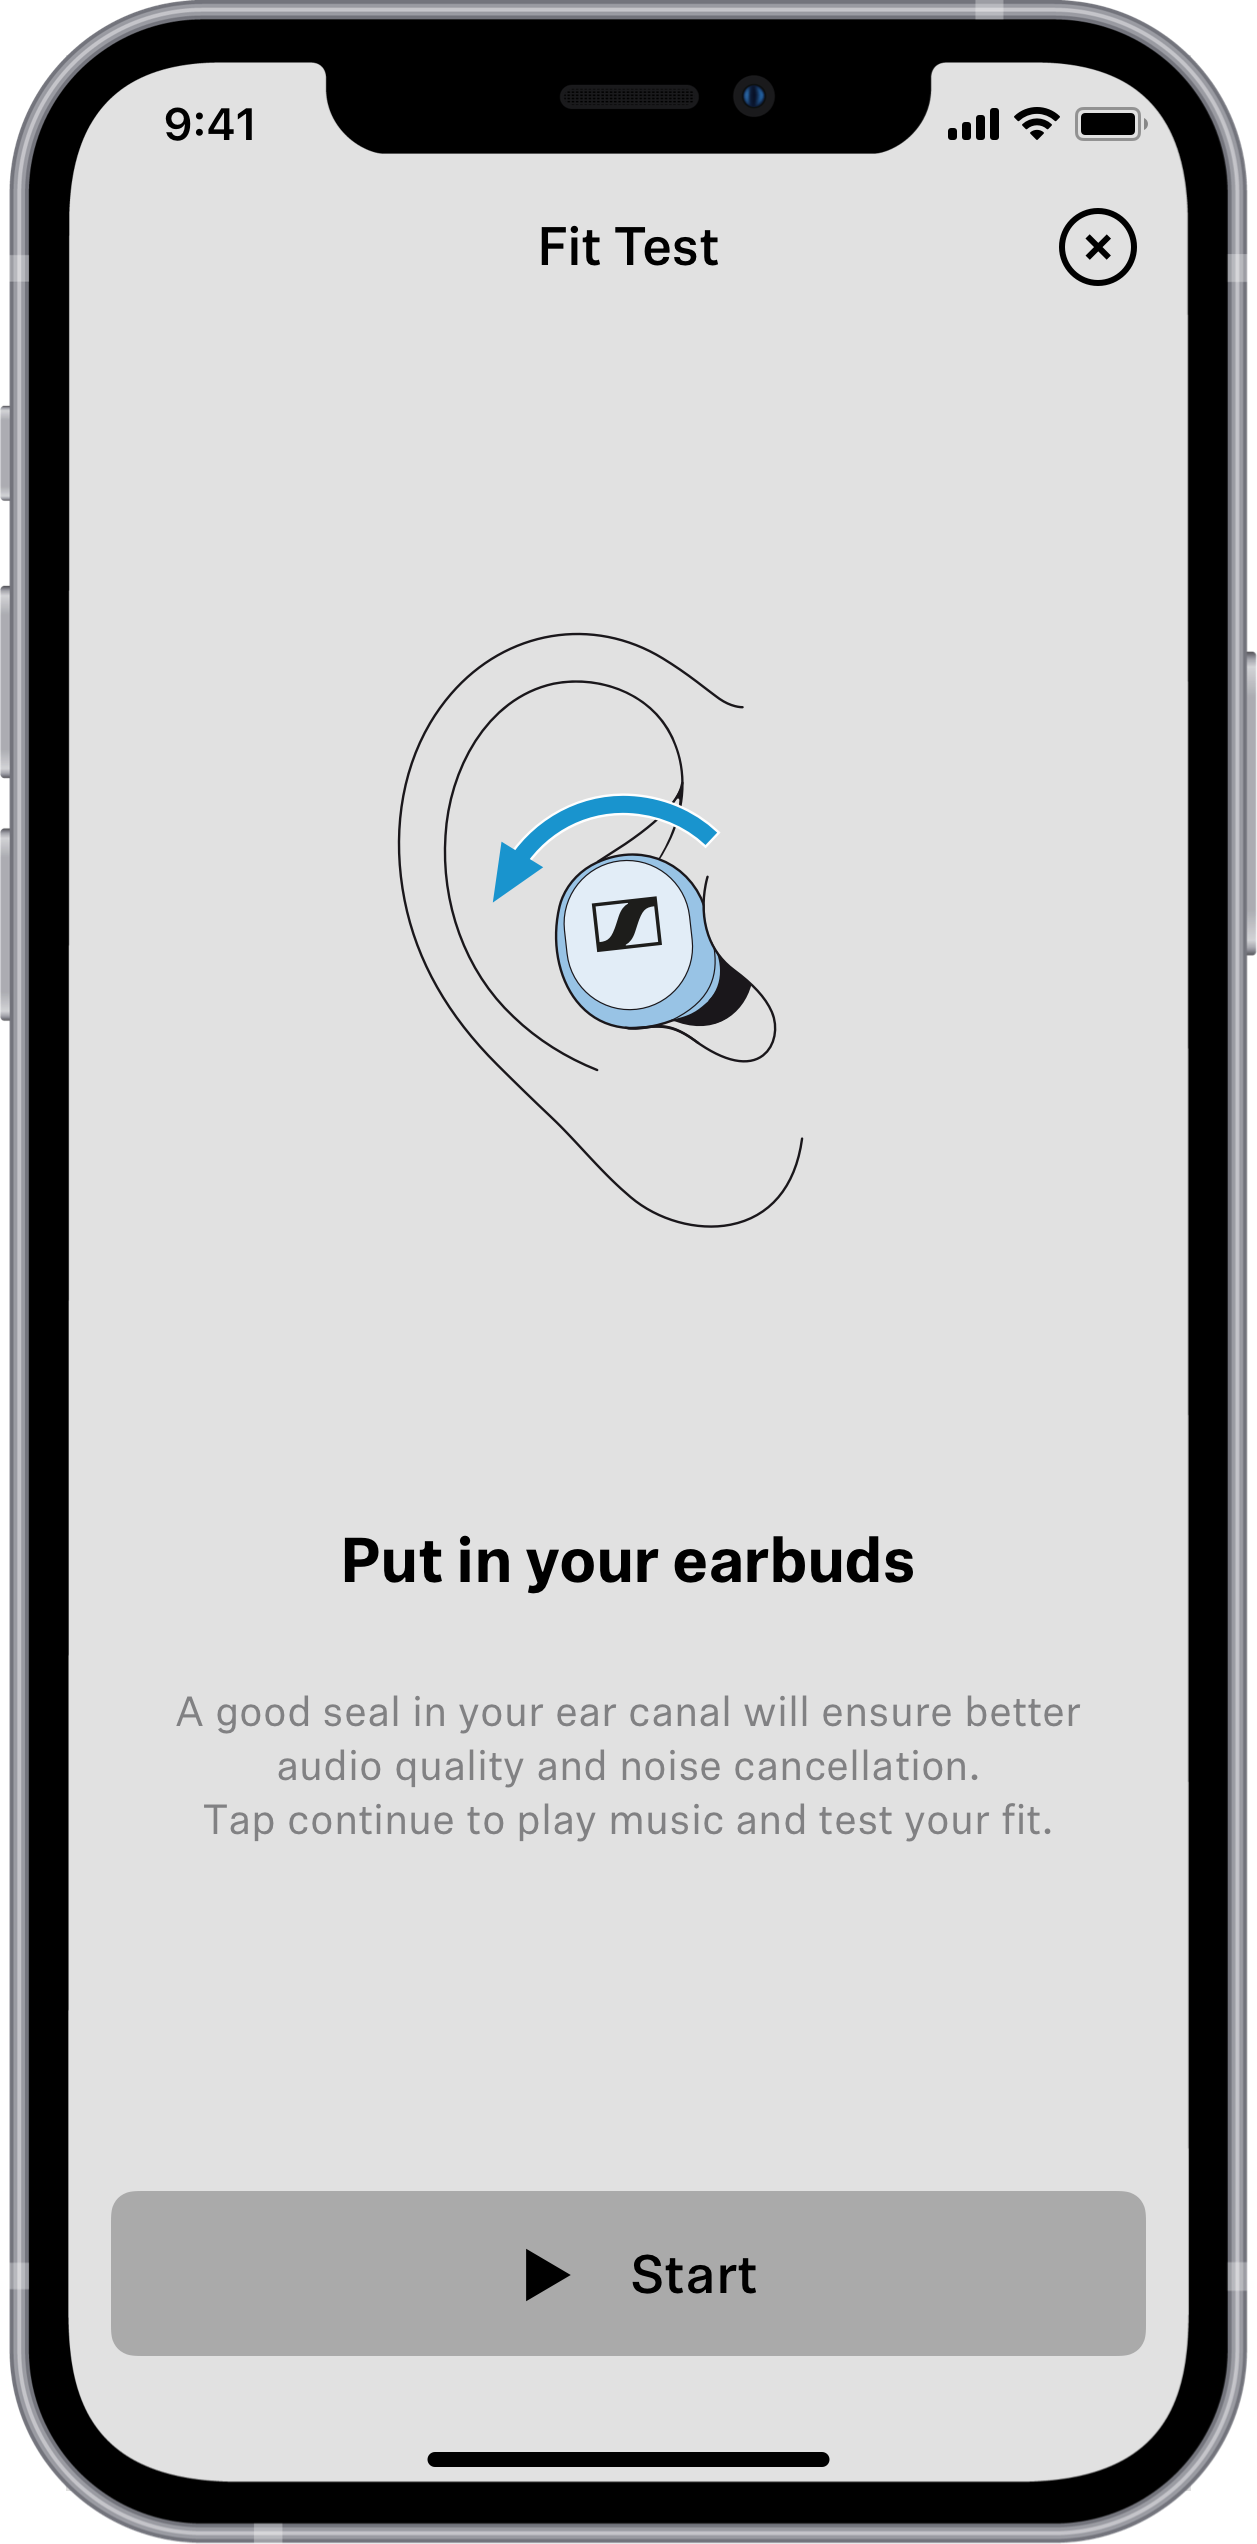 9:41
Fit Test
Put in your earbuds
A good seal in your ear canal will ensure better
audio quality and noise cancellation.
Tap continue to play music and test your fit.
Start